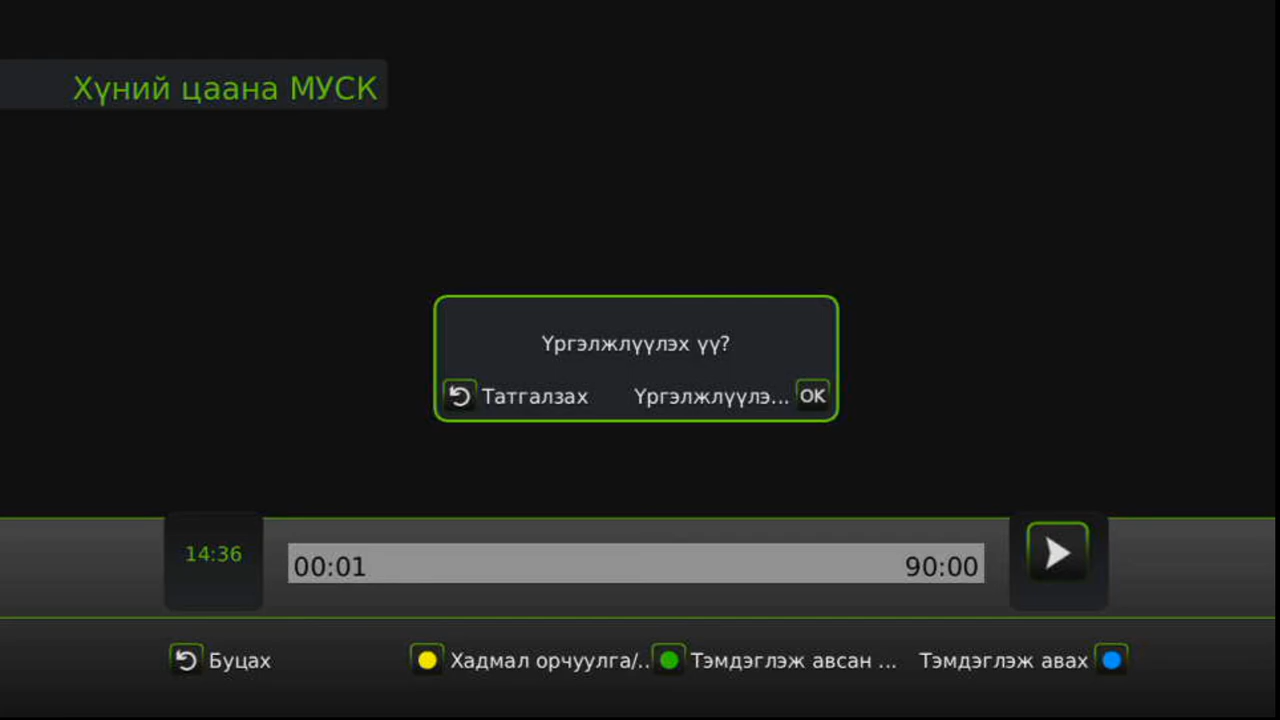 Хүний цаана МУСК
Үргэлжлүүлэх үү?
Татгалзах Үргэлжлүүлэ... OK
14:36
00:01 90:00
Буцах Хадмал орчуулга/.. Тэмдэглэж авсан ... Тэмдэглэж авах